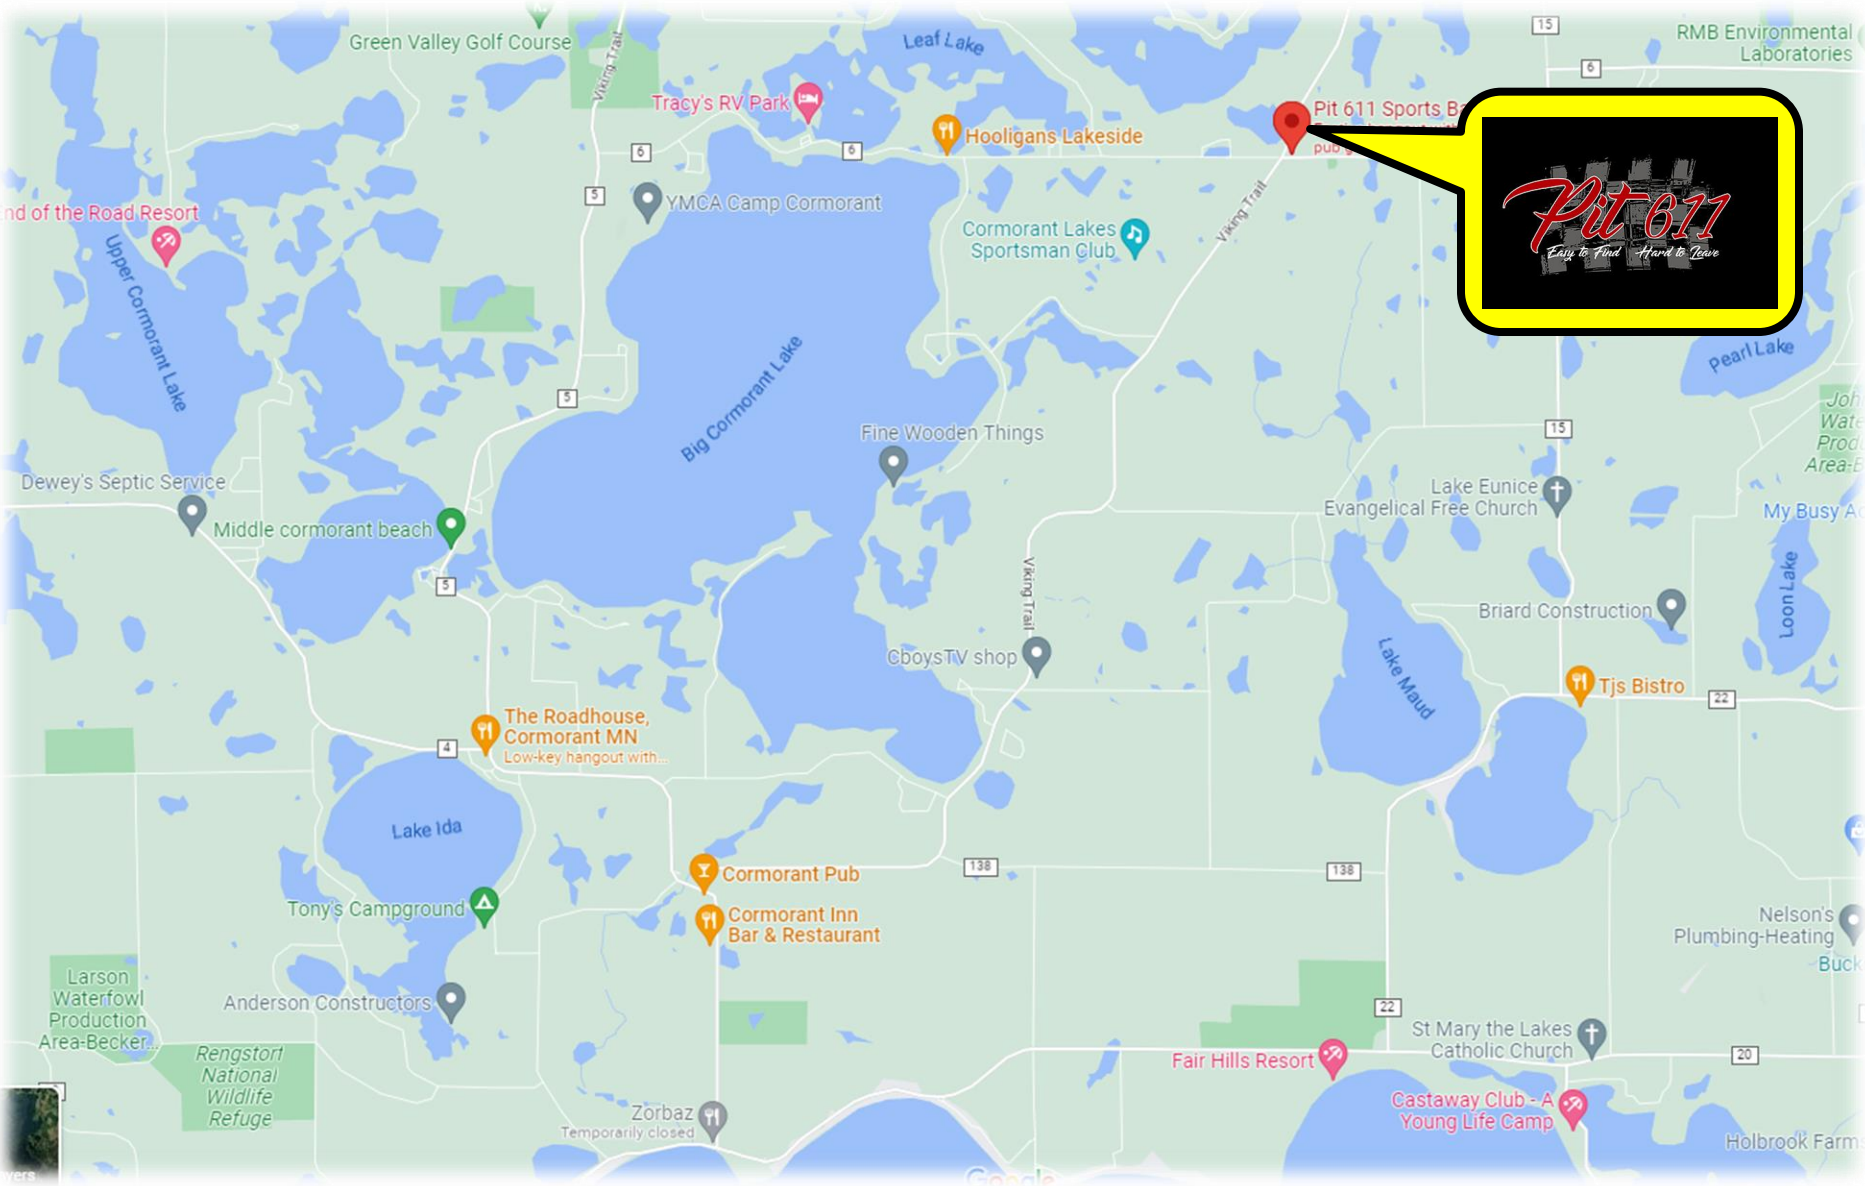 Green Valley Golf Course
Viking Trail
Leaf Lake
15
RMB Environmental
Laboratories
6
Tracy's RV Park
Pit 611 Sports Ba
pub
Hooligans Lakeside
6
6
5
YMCA Camp Cormorant
Viking Trail
Pit 611
Easy to Find Hard to Leave
nd of the Road Resort
Cormorant Lakes
Sportsman Club
Upper Cormorant Lake
Big Cormorant Lake
Pearl Lake
5
Joh
Wate
Prod
Area-B
15
Fine Wooden Things
Dewey's Septic Service
Lake Eunice
Evangelical Free Church
My Busy A
Middle cormorant beach
5
Viking Trail
Loon Lake
Briard Construction
CboysTV shop
Lake Maud
Tjs Bistro
22
The Roadhouse,
Cormorant MN
Low-key hangout with...
4
Lake Ida
Cormorant Pub
138
138
Tony's Campground
Cormorant Inn
Bar & Restaurant
Nelson's
Plumbing-Heating
Buck
Larson
Waterfowl
Production
Area-Becker...
Anderson Constructors
22
St Mary the Lakes
Catholic Church
20
Fair Hills Resort
Rengstorf
National
Wildlife
Refuge
Castaway Club - A
Young Life Camp
Zorbaz
Temporarily closed
Holbrook Farm
yers
Google